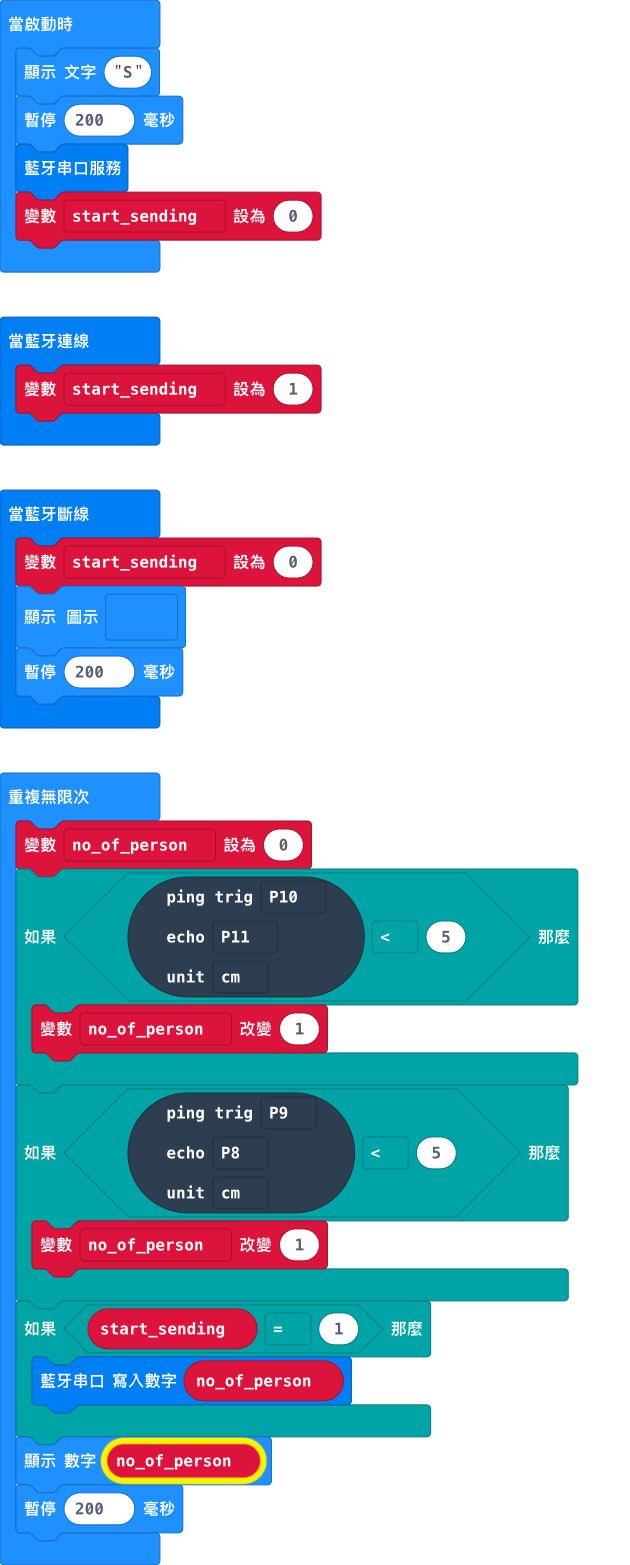 當啟動時
顯示 文字 "S"
暫停 200 毫秒
藍牙串口服務
變數 start_sending 設為 0
當藍牙連線
變數 start_sending 設為 1
當藍牙斷線
變數 start_sending 設為 0
顯示 圖示
暫停 200 毫秒
重複無限次
變數 no_of_person 設為 0
ping trig P10
如果 echo P11 < 5 那麼
unit cm
變數 no_of_person 改變 1
ping trig P9
如果 echo P8 < 5 那麼
unit cm
變數 no_of_person 改變 1
如果 start_sending = 1 那麼
藍牙串口 寫入數字 no_of_person
顯示 數字 no_of_person
暫停 200 毫秒